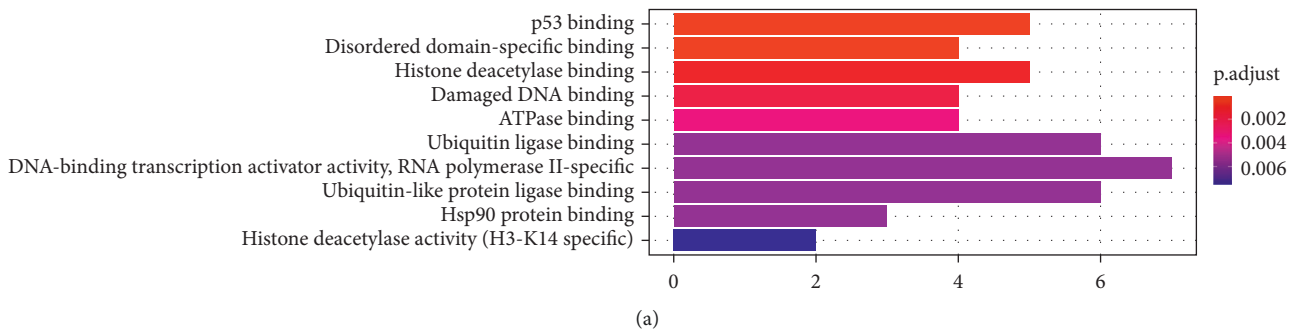 p53 binding
Disordered domain-specific binding
Histone deacetylase binding
Damaged DNA binding
ATPase binding
Ubiquitin ligase binding
DNA-binding transcription activator activity, RNA polymerase II-specific
Ubiquitin-like protein ligase binding
Hsp90 protein binding
Histone deacetylase activity (H3-K14 specific)
0 2 4 6
p.adjust
0.002
0.004
0.006
(a)